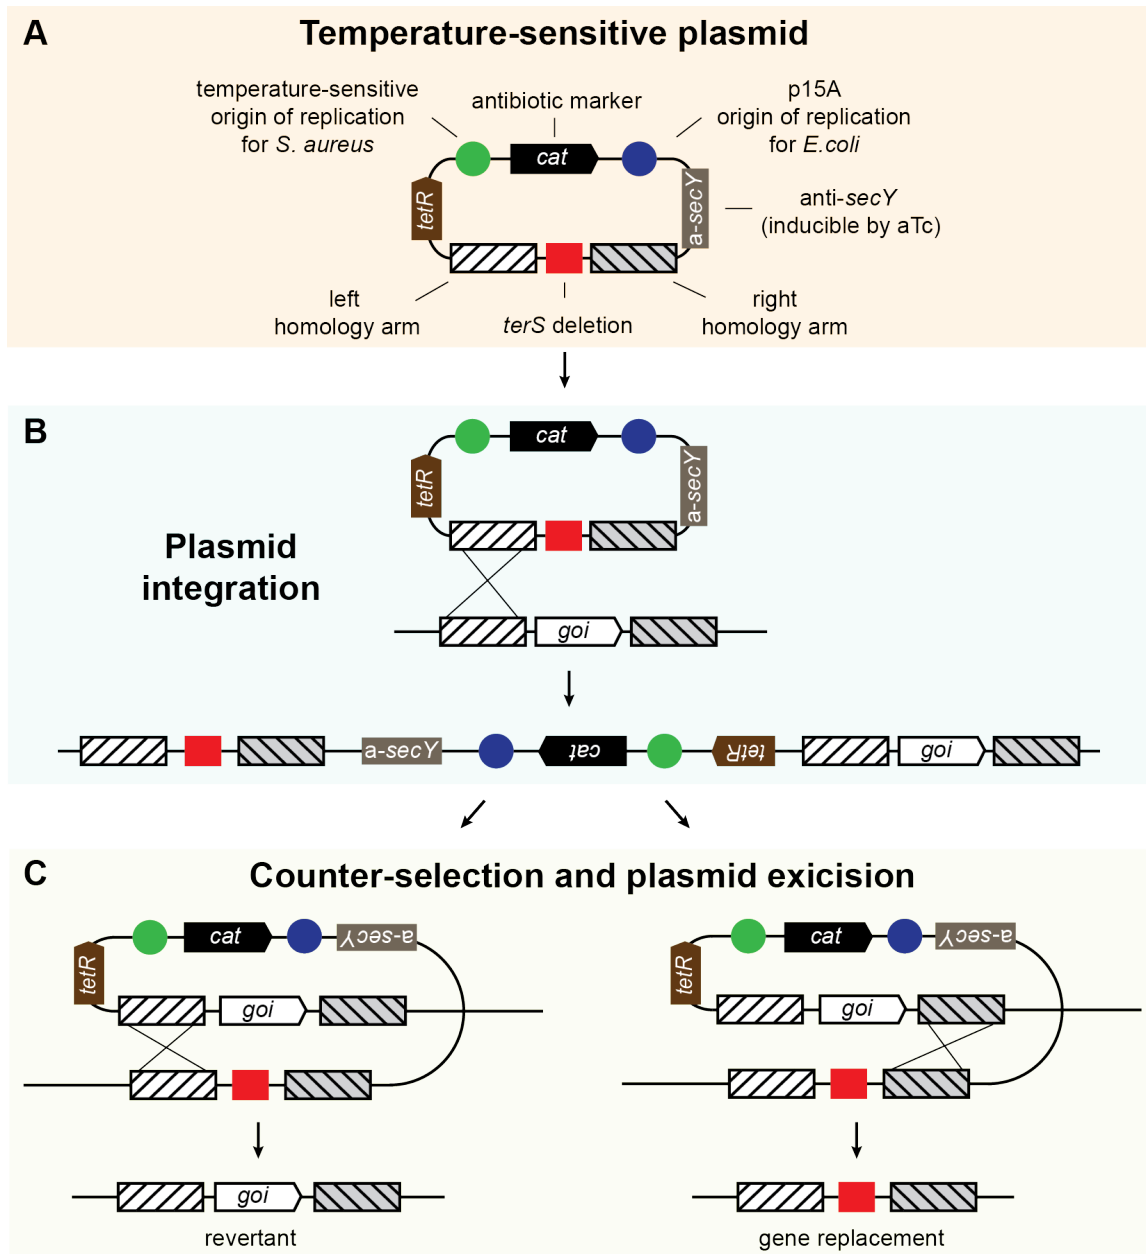 A
Temperature-sensitive plasmid
temperature-sensitive
origin of replication
for S. aureus
antibiotic marker
p15A
origin of replication
for E.coli
cat
tetR
a-secY
anti-secY
(inducible by aTc)
left
homology arm
terS deletion
right
homology arm
B
cat
tetR
a-secY
Plasmid
integration
goi
a-secY
cat
tetR
goi
C
Counter-selection and plasmid exicision
cat
a-secY
tetR
goi
revertant
goi
cat
a-secY
tetR
goi
gene replacement